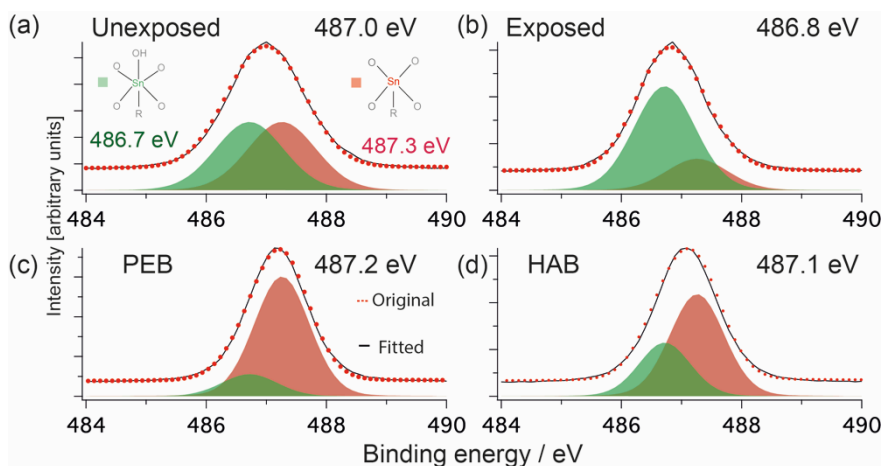 (a) Unexposed 487.0 eV
OH
O O
Sn
O O
R
O O
Sn
O O
R
486.7 eV
487.3 eV
484 486 488 490
(b) Exposed 486.8 eV
484 486 488 490
Intensity [arbitrary units]
(c) PEB 487.2 eV
Original
Fitted
484 486 488 490
(d) HAB 487.1 eV
484 486 488 490
Binding energy / eV